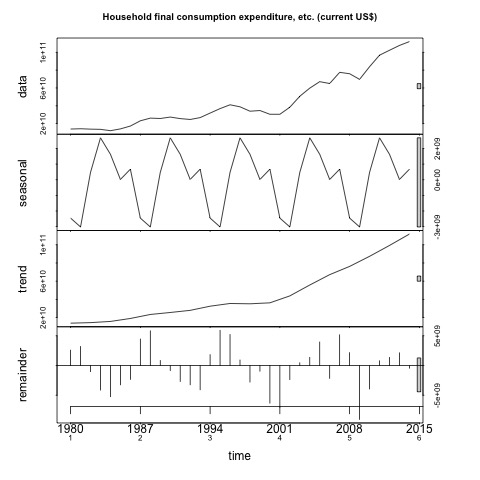 Household final consumption expenditure, etc. (current US$)
data
2e+10
6e+10
1e+11
seasonal
-3e+09
0e+00
2e+09
trend
2e+10
6e+10
1e+11
remainder
-5e+09
5e+09
1980 1987 1994 2001 2008 2015
1 2 3 4 5 6
time